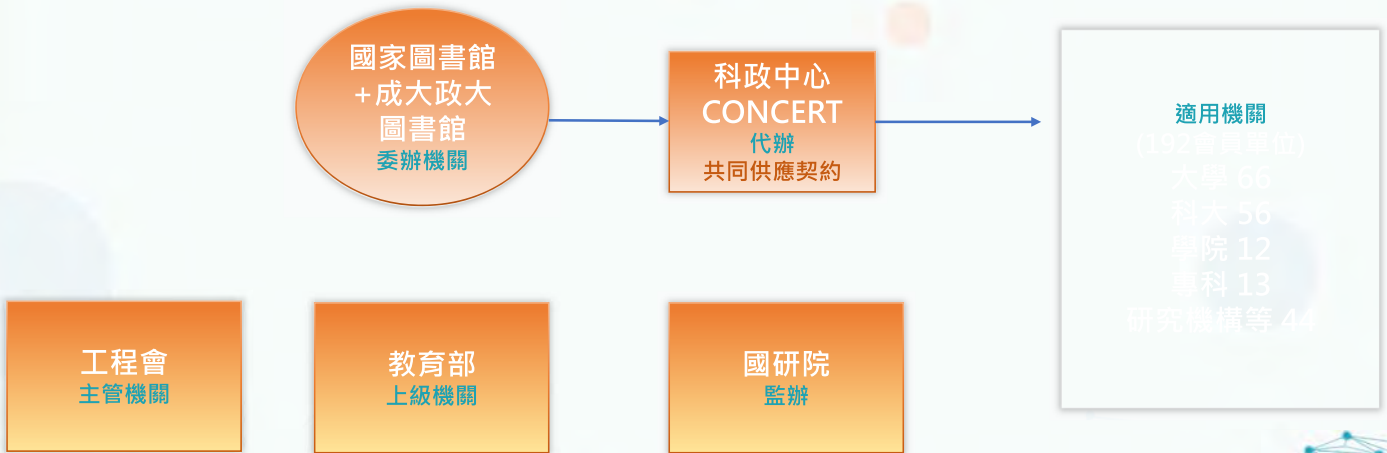 國家圖書館
+成大政大
圖書館
委辦機關
科政中心
CONCERT
代辦
共同供應契約
適用機關
(192會員單位)
大學 66
科大 56
學院 12
專科 13
研究機構等 44
工程會
主管機關
教育部
上級機關
國研院
監辦